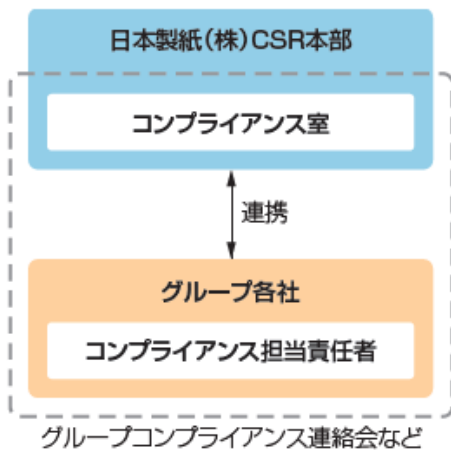 日本製紙（株）CSR本部
コンプライアンス室
連携
グループ各社
コンプライアンス担当責任者
グループコンプライアンス連絡会など